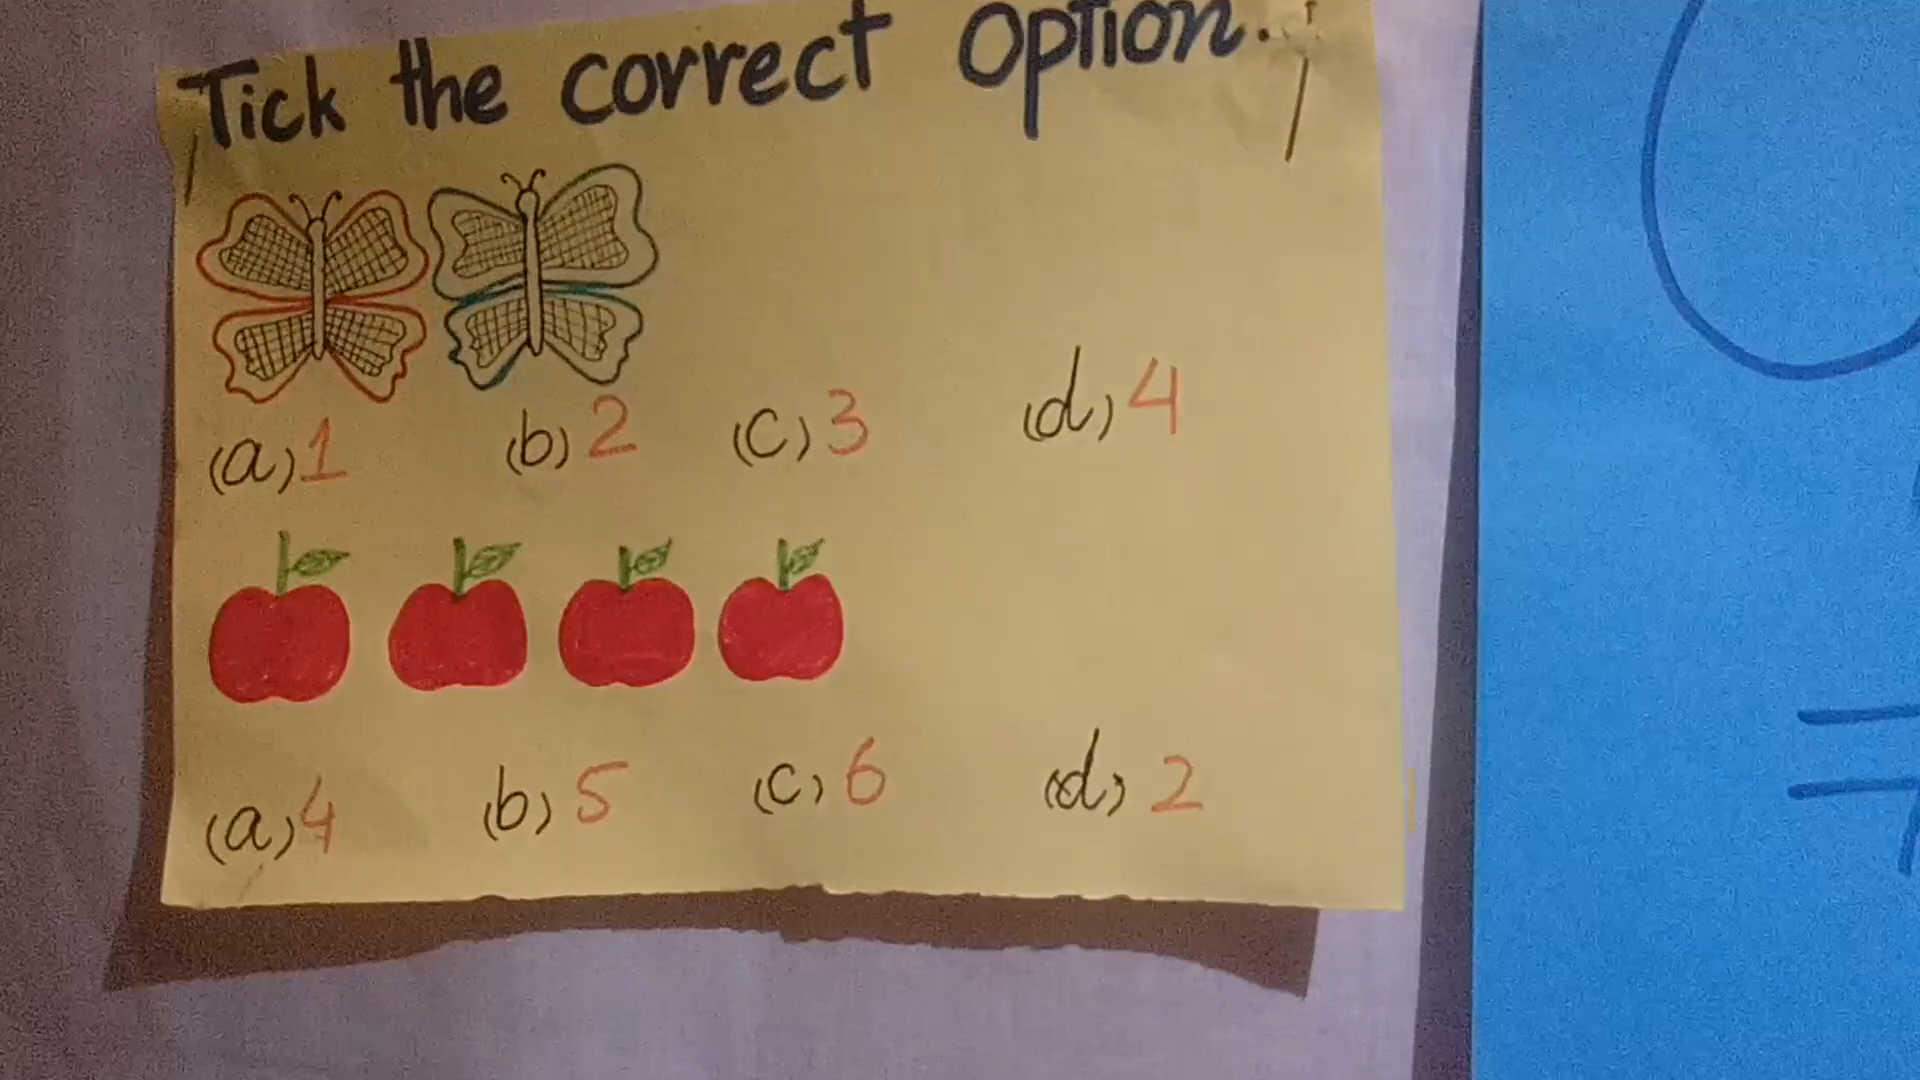 Tick the correct option.
(a) 1 (b) 2 (c) 3 (d) 4
(a) 4 (b) 5 (c) 6 (d) 2